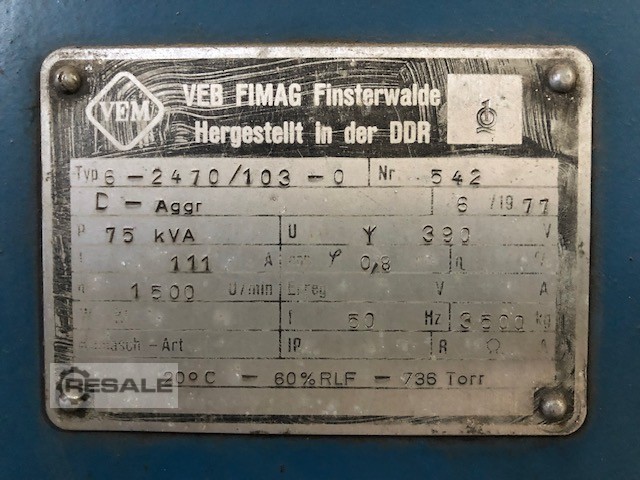 VEM
VEB FIMAG Finsterwalde
Hergestellt in der DDR
Typ 6-2470/103-0 Nr 542
D - Aggr 6 /1977
P 75 kVA U 390 V
I 111 A cos φ 0,8
n 1500 U/min Erreg V A
f 50 Hz 3500 kg
-Art IP R Ω
20°C - 60%RLF - 736 Torr
RESALE